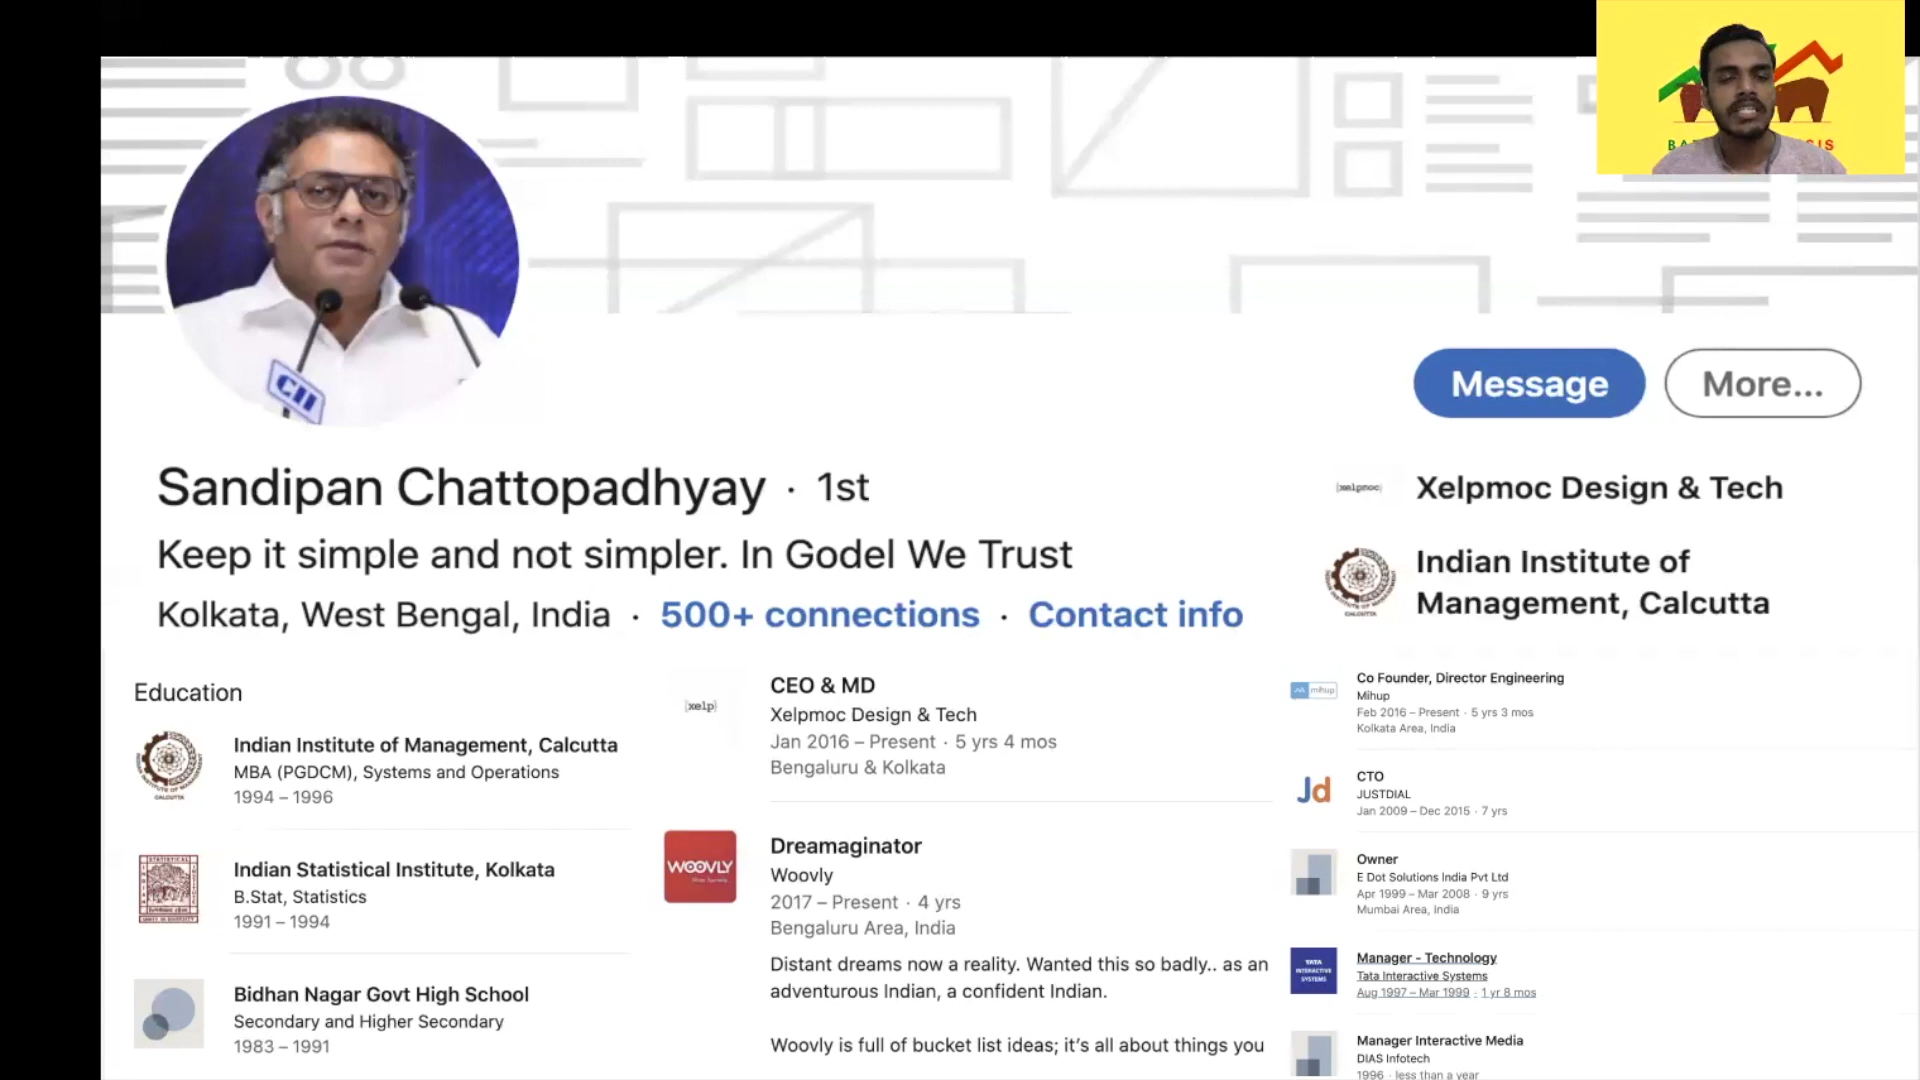 CII
Message
More...
Sandipan Chattopadhyay · 1st
Keep it simple and not simpler. In Godel We Trust
Kolkata, West Bengal, India · 500+ connections · Contact info
[xelpmoc]
Xelpmoc Design & Tech
Indian Institute of
Management, Calcutta
Education
Indian Institute of Management, Calcutta
MBA (PGDCM), Systems and Operations
1994 – 1996
Indian Statistical Institute, Kolkata
B.Stat, Statistics
1991 – 1994
Bidhan Nagar Govt High School
Secondary and Higher Secondary
1983 – 1991
[xelp]
CEO & MD
Xelpmoc Design & Tech
Jan 2016 – Present · 5 yrs 4 mos
Bengaluru & Kolkata
WOOVLY
Dreamaginator
Woovly
2017 – Present · 4 yrs
Bengaluru Area, India
Distant dreams now a reality. Wanted this so badly.. as an
adventurous Indian, a confident Indian.
Woovly is full of bucket list ideas; it's all about things you
mihup
Co Founder, Director Engineering
Mihup
Feb 2016 – Present · 5 yrs 3 mos
Kolkata Area, India
Jd
CTO
JUSTDIAL
Jan 2009 – Dec 2015 · 7 yrs
Owner
E Dot Solutions India Pvt Ltd
Apr 1999 – Mar 2008 · 9 yrs
Mumbai Area, India
TATA
INTERACTIVE
SYSTEMS
Manager - Technology
Tata Interactive Systems
Aug 1997 – Mar 1999 · 1 yr 8 mos
Manager Interactive Media
DIAS Infotech
1996 · less than a year